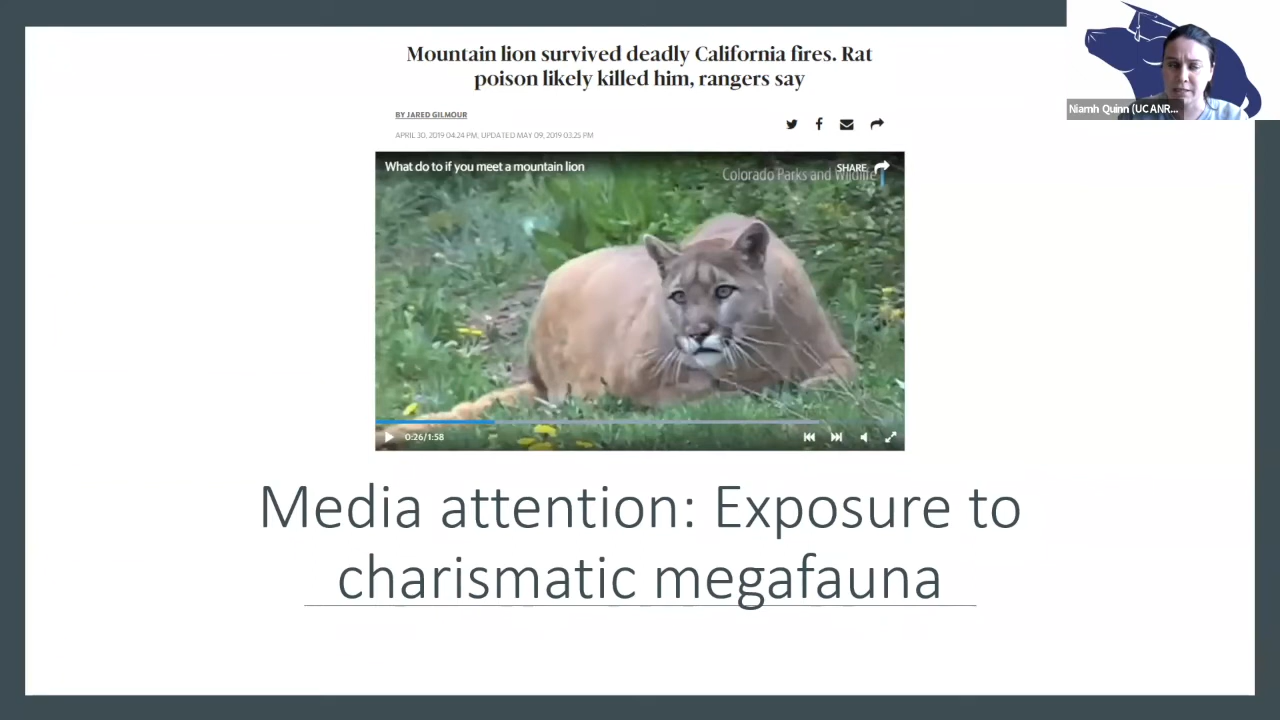 Mountain lion survived deadly California fires. Rat
poison likely killed him, rangers say
BY JARED GILMOUR
APRIL 30, 2019 04:24 PM, UPDATED MAY 09, 2019 03:25 PM
What do to if you meet a mountain lion
SHARE
Colorado Parks and Wildlife
0:26/1:58
Media attention: Exposure to
charismatic megafauna
Niamh Quinn (UC ANR...